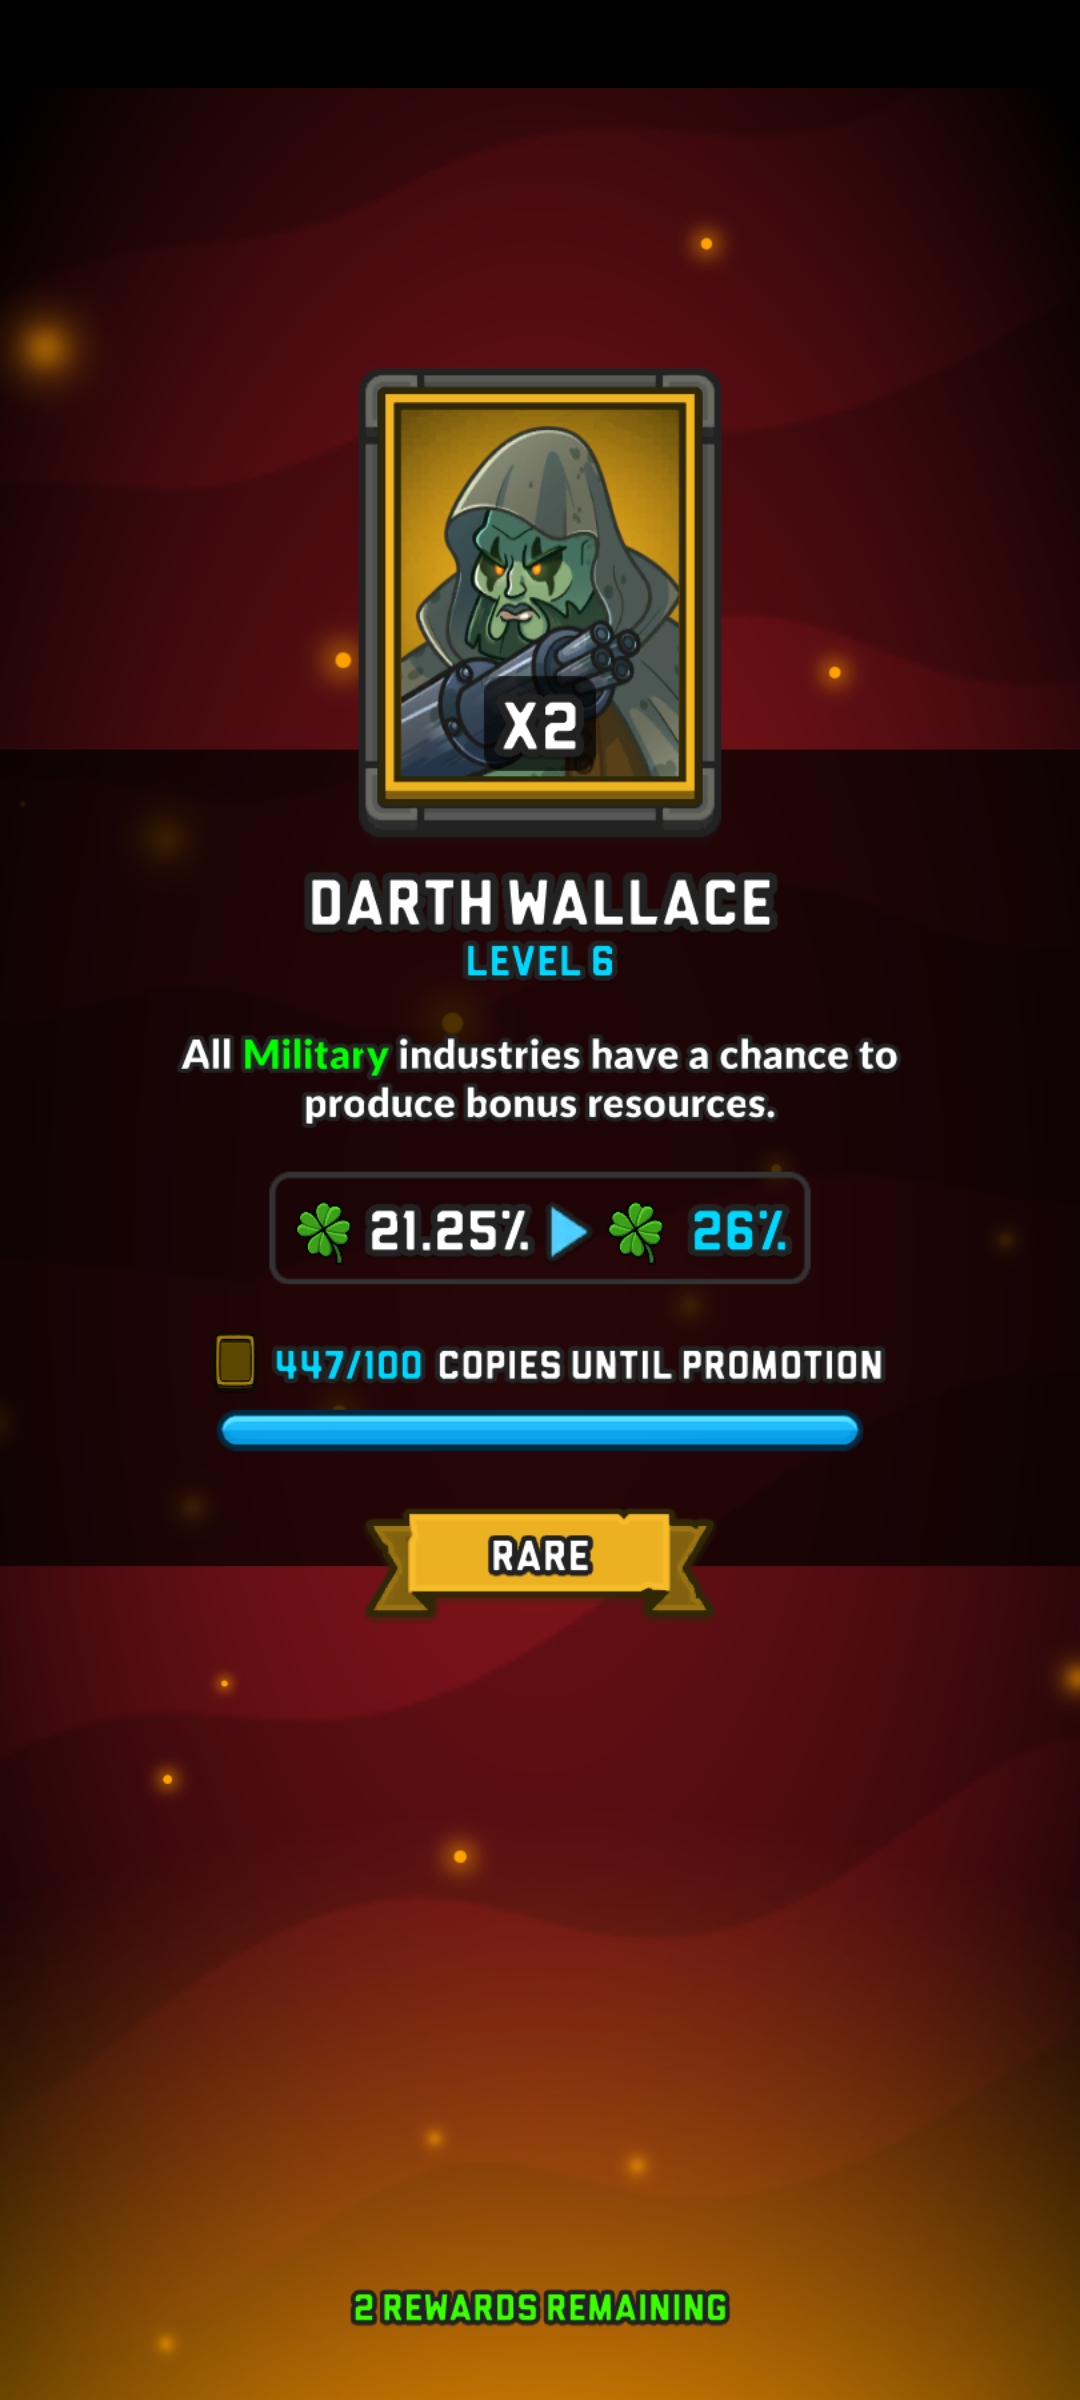 X2
DARTH WALLACE
LEVEL 6
All Military industries have a chance to
produce bonus resources.
21.25% 26%
447/100 COPIES UNTIL PROMOTION
RARE
2 REWARDS REMAINING